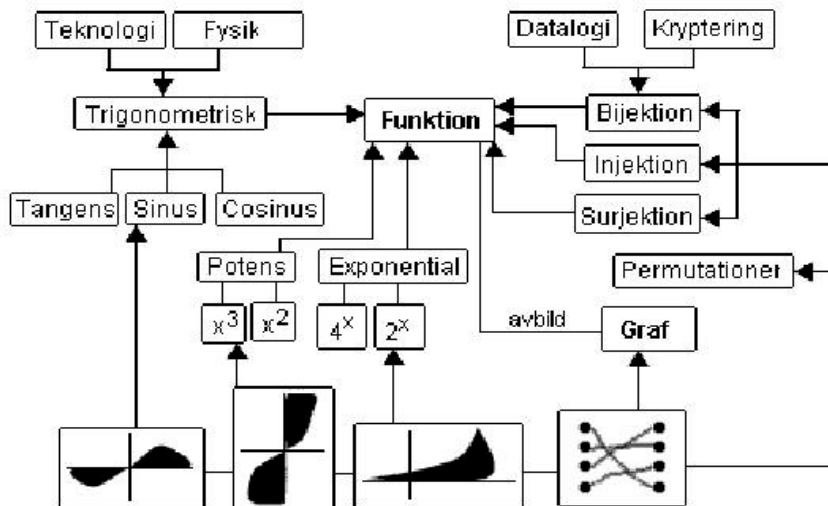 Teknologi Fysik Datalogi Kryptering
Trigonometrisk Funktion Bijektion
Injektion
Tangens Sinus Cosinus Surjektion
Potens Exponential Permutationer
x³ x² 4ˣ 2ˣ avbild Graf